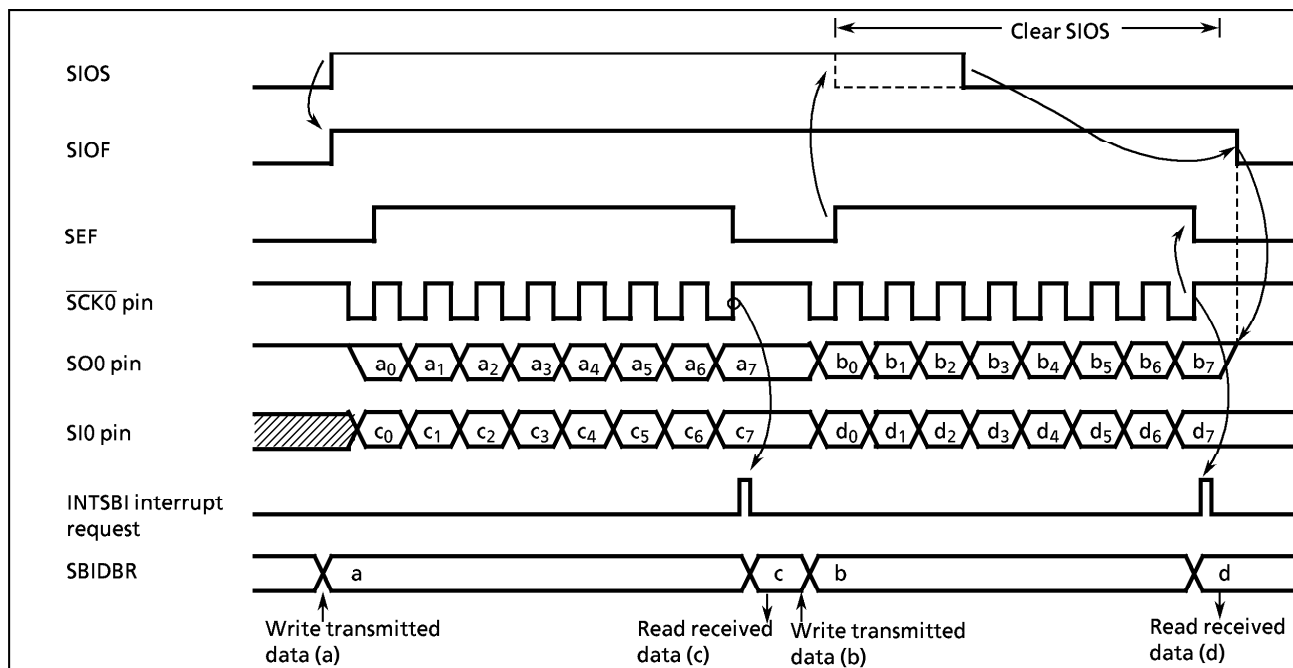 Clear SIOS
SIOS
SIOF
SEF
SCK0 pin
SO0 pin
a0 a1 a2 a3 a4 a5 a6 a7 b0 b1 b2 b3 b4 b5 b6 b7
SI0 pin
c0 c1 c2 c3 c4 c5 c6 c7 d0 d1 d2 d3 d4 d5 d6 d7
INTSBI interrupt
request
SBIDBR
a c b d
Write transmitted
data (a)
Read received
data (c)
Write transmitted
data (b)
Read received
data (d)